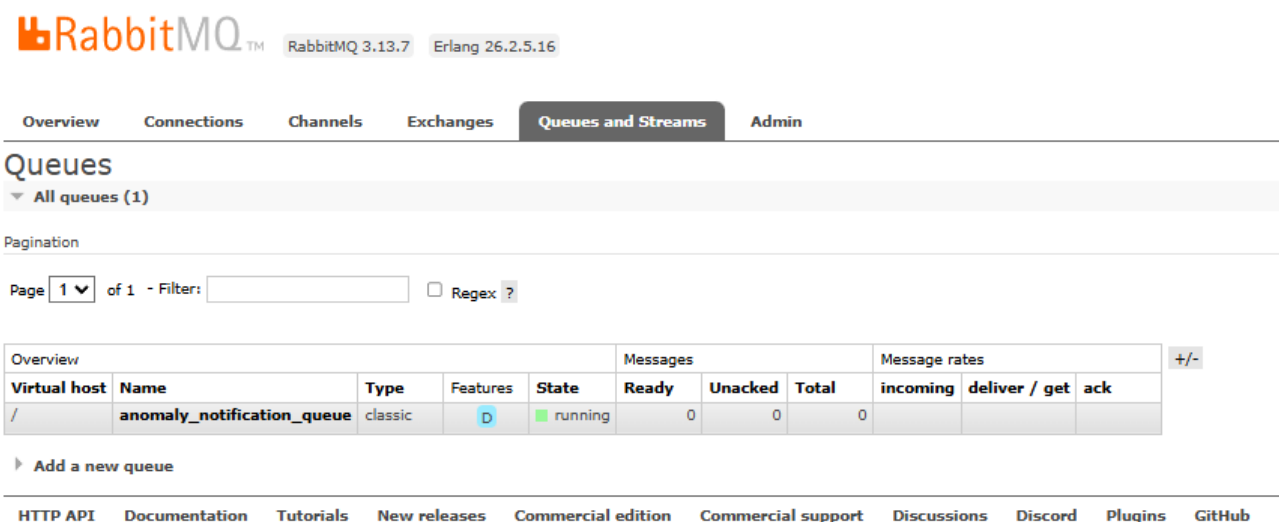 RabbitMQ TM RabbitMQ 3.13.7 Erlang 26.2.5.16
Overview Connections Channels Exchanges Queues and Streams Admin
Queues
All queues (1)
Pagination
Page 1 of 1 - Filter: Regex ?
Overview Messages Message rates +/-
Virtual host Name Type Features State Ready Unacked Total incoming deliver / get ack
/ anomaly_notification_queue classic D running 0 0 0
Add a new queue
HTTP API Documentation Tutorials New releases Commercial edition Commercial support Discussions Discord Plugins GitHub